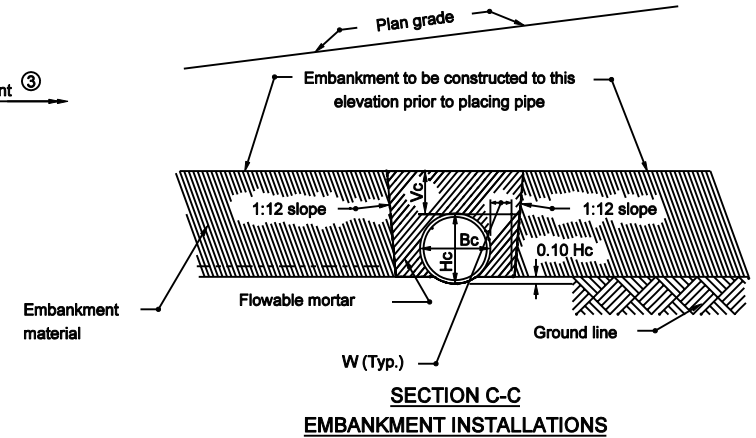 Plan grade
nt ③
Embankment to be constructed to this
elevation prior to placing pipe
Vc
1:12 slope
1:12 slope
Bc
Hc
0.10 Hc
Flowable mortar
Embankment
material
Ground line
W (Typ.)
SECTION C-C
EMBANKMENT INSTALLATIONS